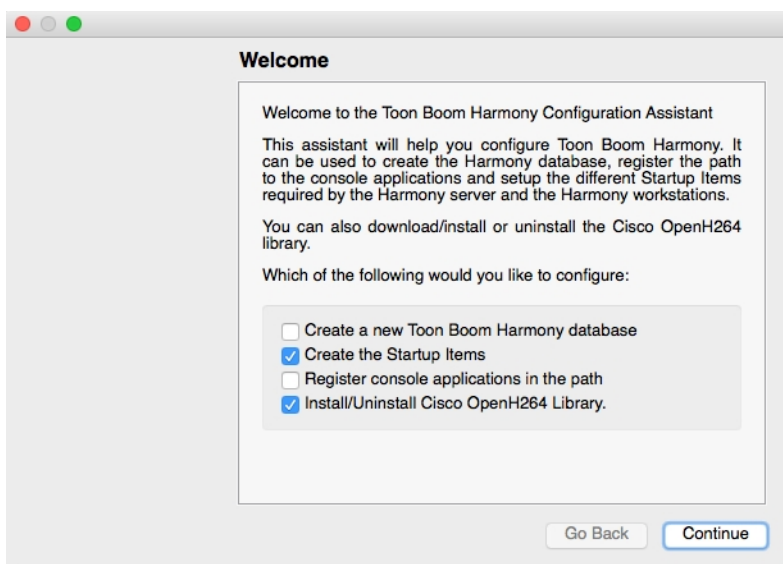 Welcome
Welcome to the Toon Boom Harmony Configuration Assistant
This assistant will help you configure Toon Boom Harmony. It
can be used to create the Harmony database, register the path
to the console applications and setup the different Startup Items
required by the Harmony server and the Harmony workstations.
You can also download/install or uninstall the Cisco OpenH264
library.
Which of the following would you like to configure:
Create a new Toon Boom Harmony database
Create the Startup Items
Register console applications in the path
Install/Uninstall Cisco OpenH264 Library.
Go Back
Continue